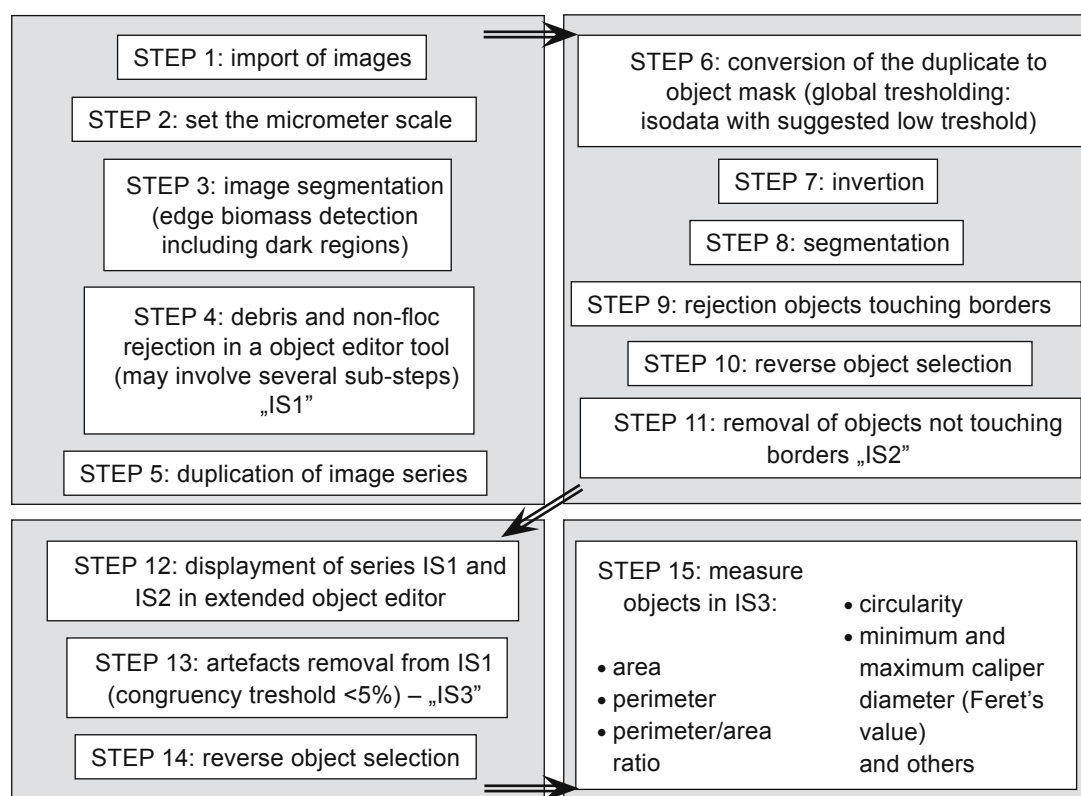 STEP 1: import of images
STEP 2: set the micrometer scale
STEP 3: image segmentation
(edge biomass detection
including dark regions)
STEP 4: debris and non-floc
rejection in a object editor tool
(may involve several sub-steps)
„IS1”
STEP 5: duplication of image series
STEP 6: conversion of the duplicate to
object mask (global tresholding:
isodata with suggested low treshold)
STEP 7: invertion
STEP 8: segmentation
STEP 9: rejection objects touching borders
STEP 10: reverse object selection
STEP 11: removal of objects not touching
borders „IS2”
STEP 12: displayment of series IS1 and
IS2 in extended object editor
STEP 13: artefacts removal from IS1
(congruency treshold <5%) – „IS3”
STEP 14: reverse object selection
STEP 15: measure
objects in IS3:
• area
• perimeter
• perimeter/area
ratio
• circularity
• minimum and
maximum caliper
diameter (Feret's
value)
and others